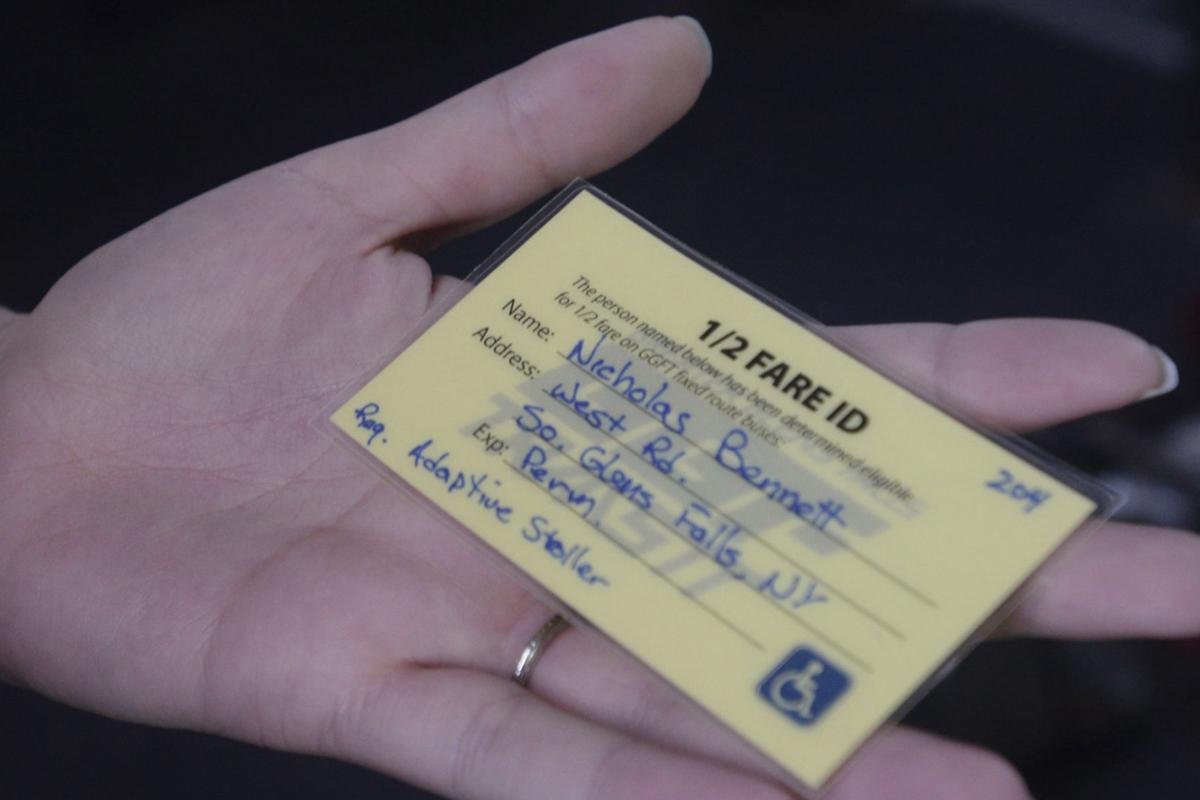 1/2 FARE ID
The person named below has been determined eligible
for 1/2 fare on GGFT fixed route buses.
Name: Nicholas Bennett
Address: West Rd.
So. Glens Falls, NY
Exp: Perm.
Req. Adaptive Stoller